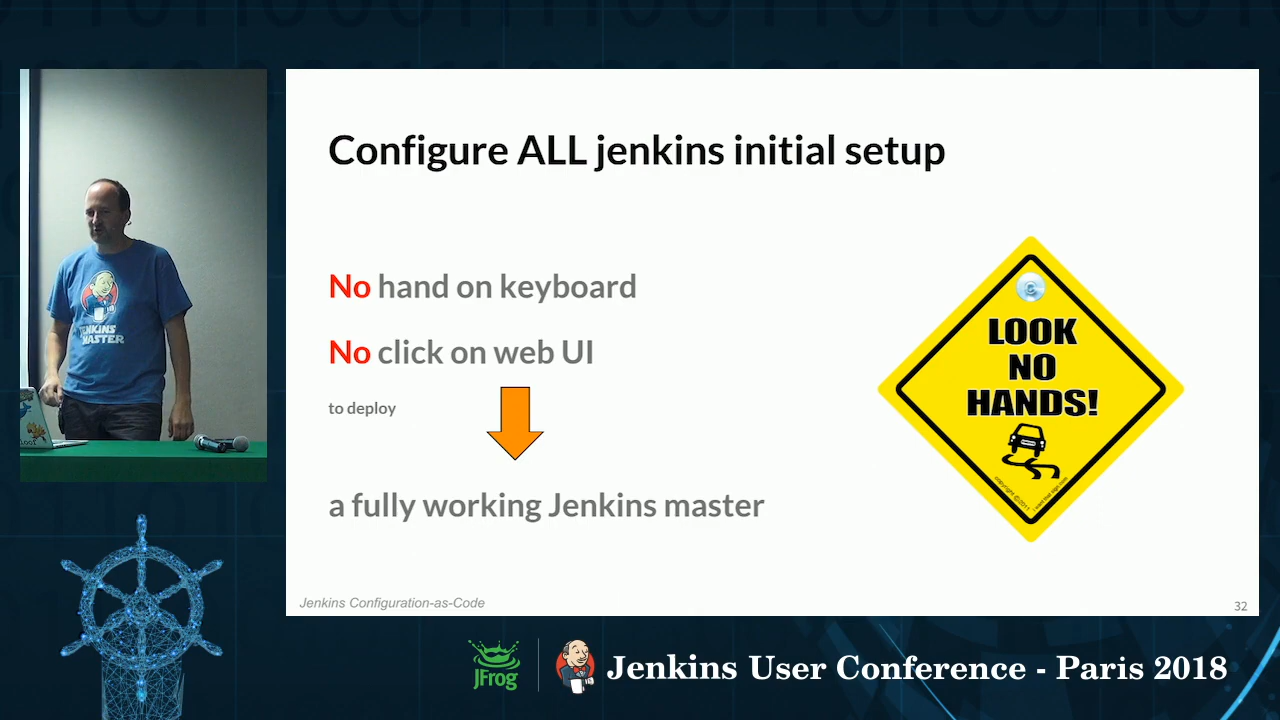 Configure ALL jenkins initial setup
No hand on keyboard
No click on web UI
to deploy
a fully working Jenkins master
LOOK
NO
HANDS!
Jenkins Configuration-as-Code
32
JENKINS
MASTER
JFrog
Jenkins User Conference - Paris 2018